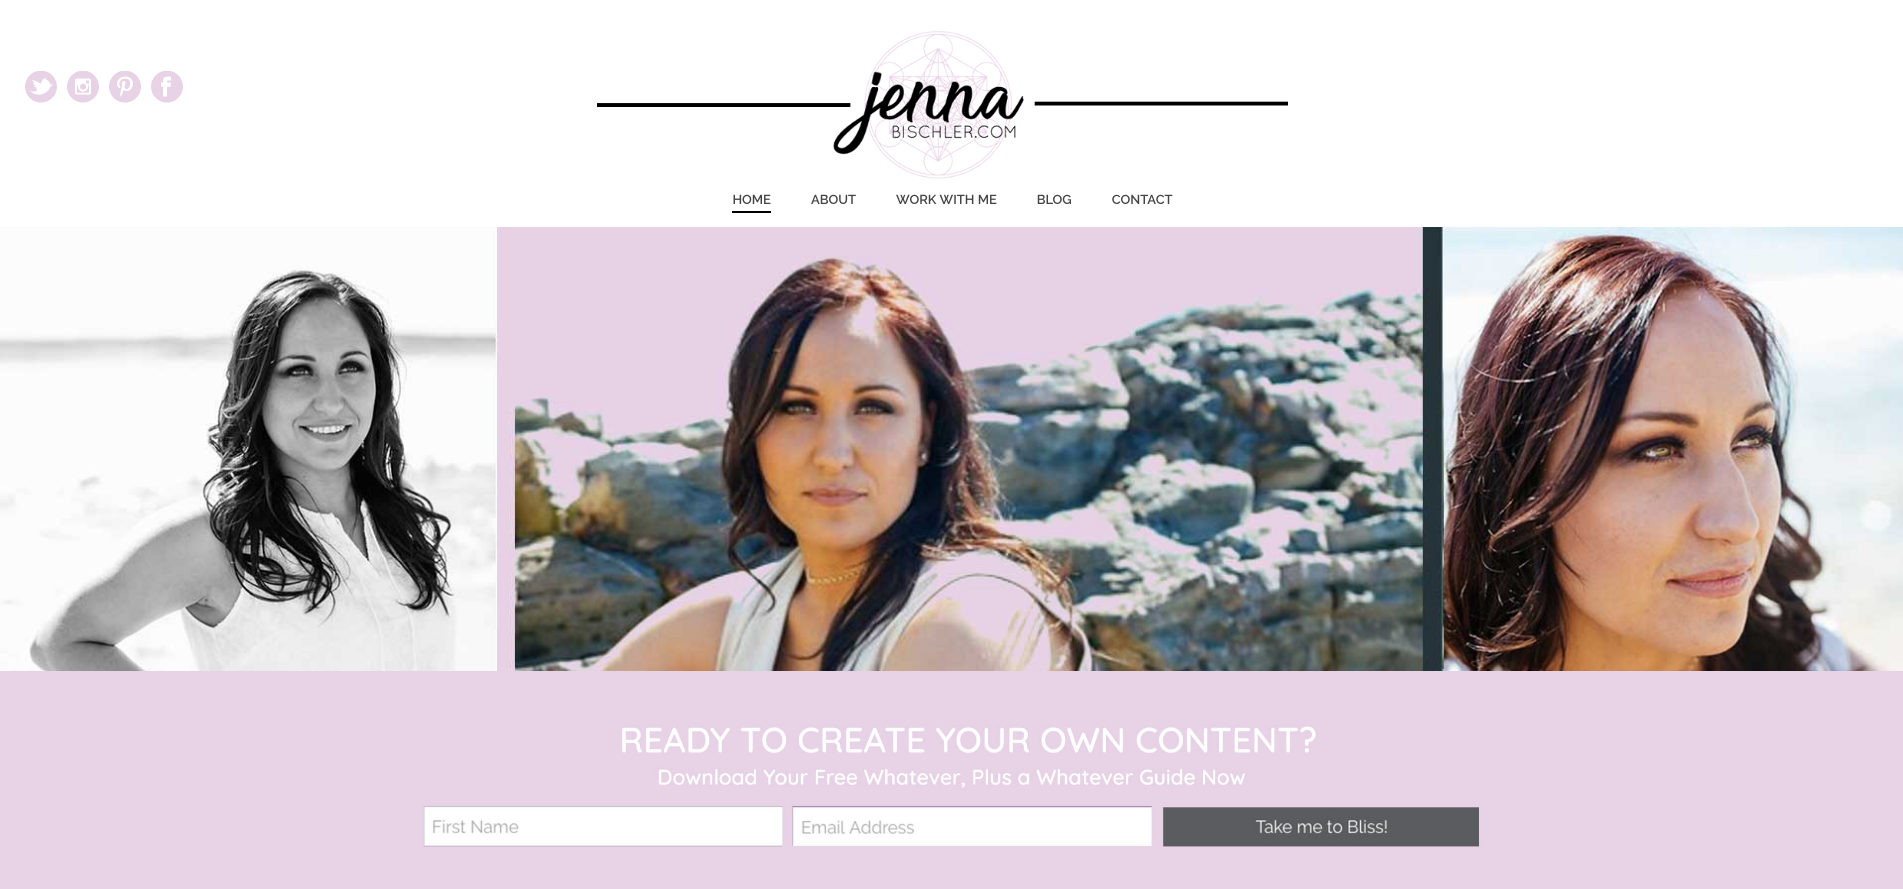 jenna
BISCHLER.COM
HOME ABOUT WORK WITH ME BLOG CONTACT
READY TO CREATE YOUR OWN CONTENT?
Download Your Free Whatever, Plus a Whatever Guide Now
First Name Email Address Take me to Bliss!